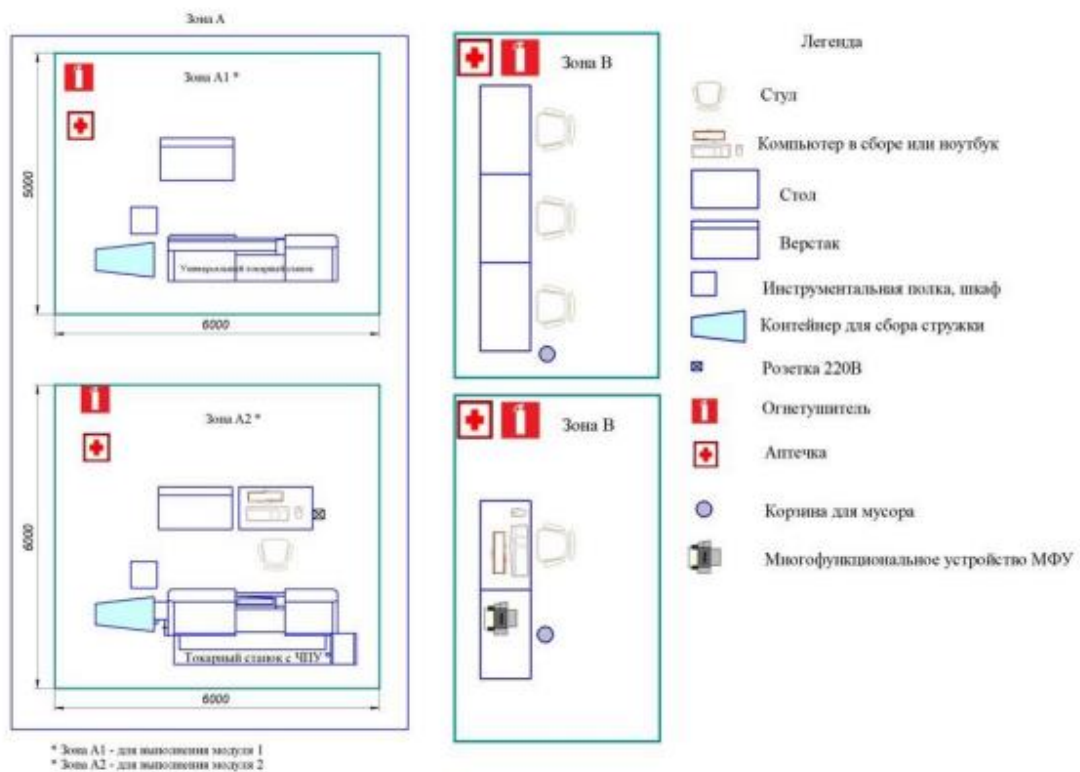 Зона А
Зона А1 *
5000
Универсальный токарный станок
6000
Зона А2 *
6000
Токарный станок с ЧПУ *
6000
* Зона А1 - для выполнения модуля 1
* Зона А2 - для выполнения модуля 2
Зона В
Зона В
Легенда
Стул
Компьютер в сборе или ноутбук
Стол
Верстак
Инструментальная полка, шкаф
Контейнер для сбора стружки
Розетка 220В
Огнетушитель
Аптечка
Корзина для мусора
Многофункциональное устройство МФУ